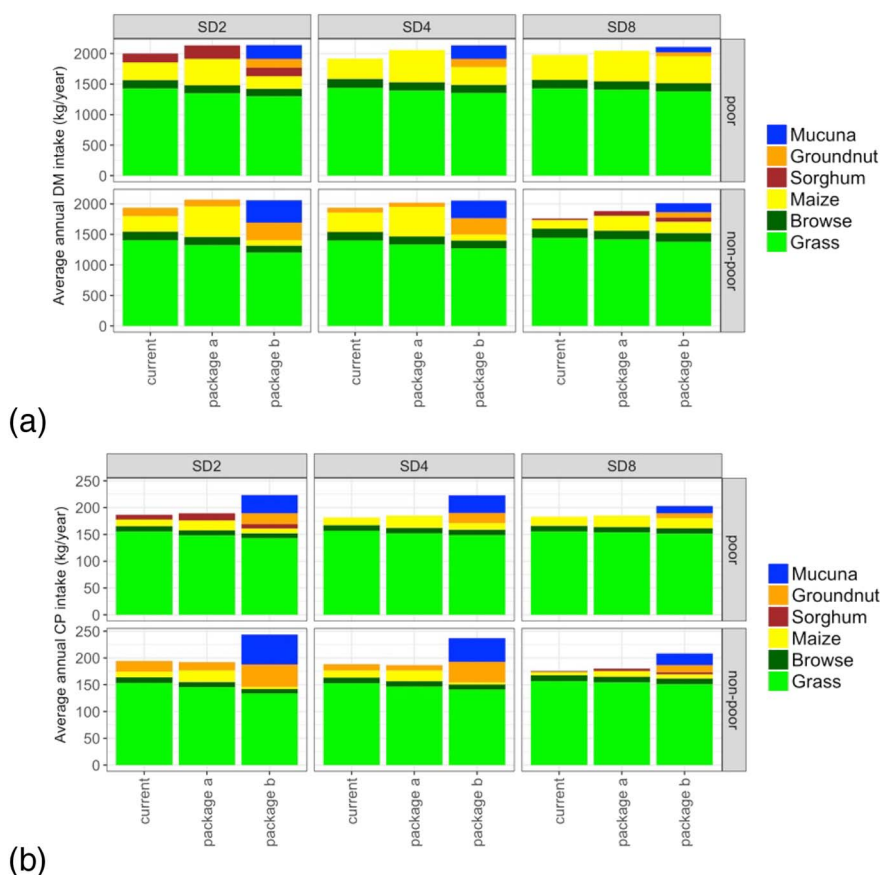 SD2 SD4 SD8
Average annual DM intake (kg/year)
2000
1500
1000
500
0
poor
2000
1500
1000
500
0
non-poor
current package a package b current package a package b current package a package b
Mucuna
Groundnut
Sorghum
Maize
Browse
Grass
(a)
SD2 SD4 SD8
Average annual CP intake (kg/year)
250
200
150
100
50
0
poor
250
200
150
100
50
0
non-poor
current package a package b current package a package b current package a package b
Mucuna
Groundnut
Sorghum
Maize
Browse
Grass
(b)